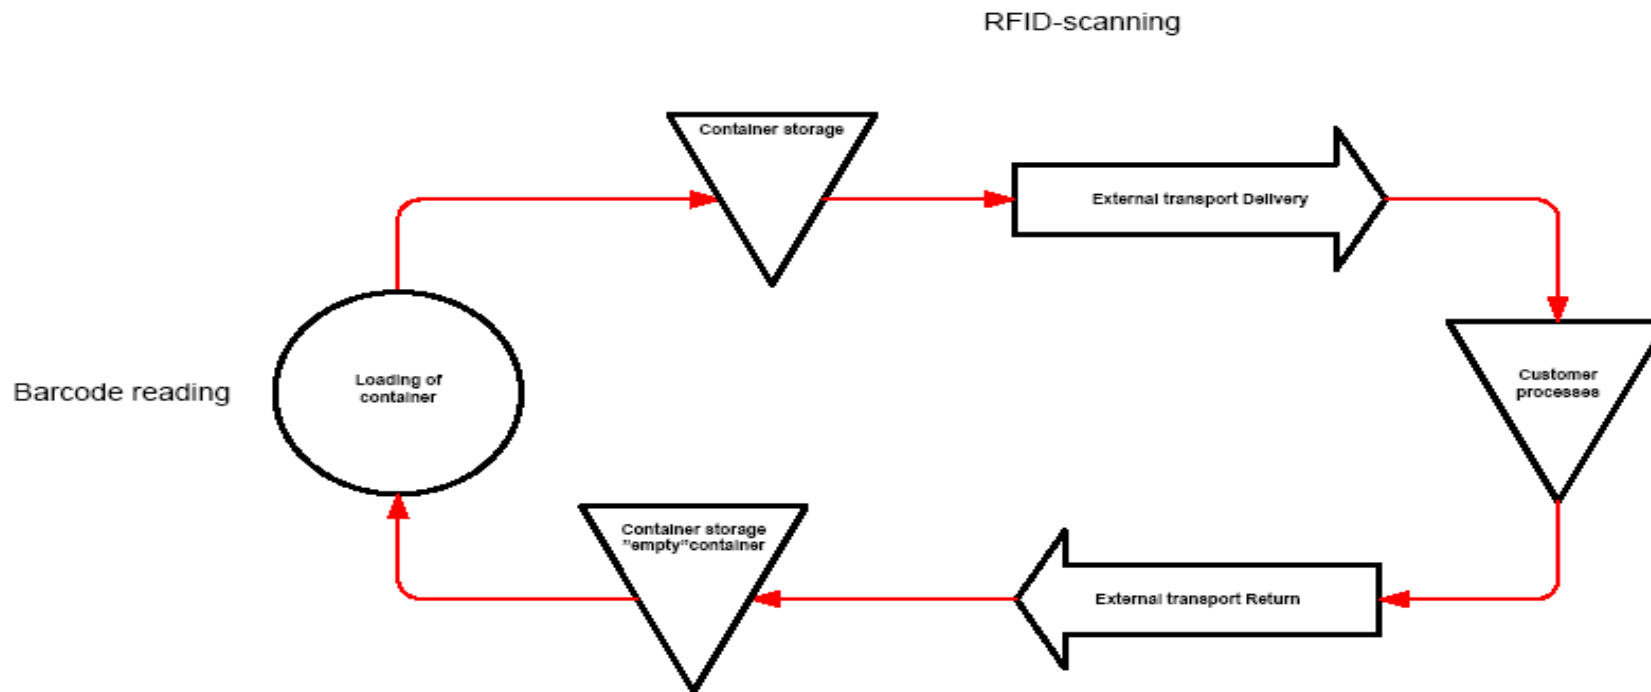 RFID-scanning
Container storage
External transport Delivery
Loading of
container
Barcode reading
Customer
processes
Container storage
"empty"container
External transport Return